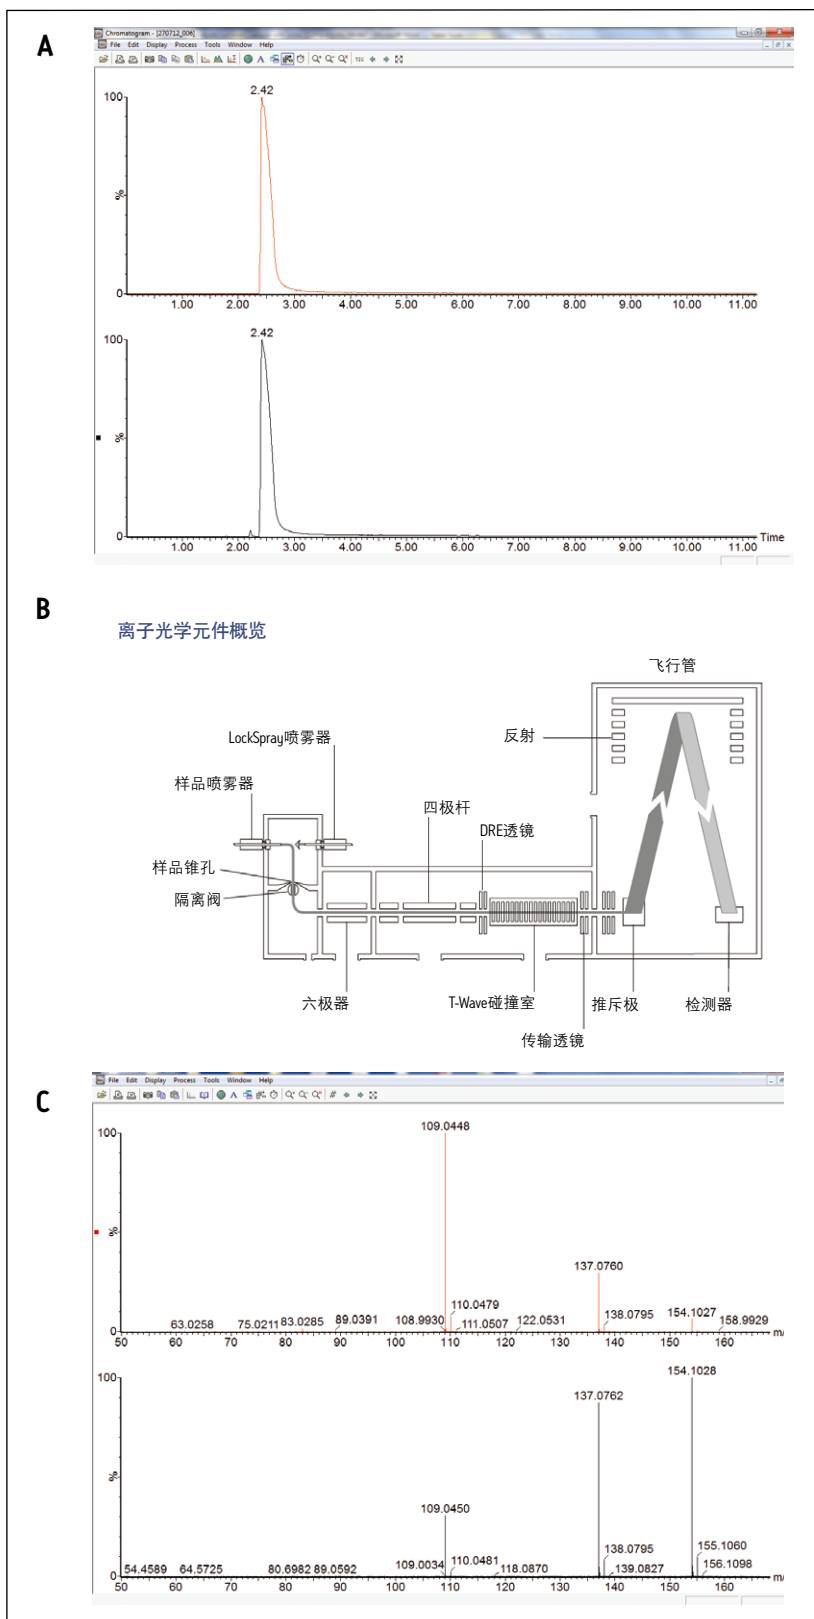 A
Chromatogram - [270712_006]
File Edit Display Process Tools Window Help
2.42
100
%
0
1.00 2.00 3.00 4.00 5.00 6.00 7.00 8.00 9.00 10.00 11.00
2.42
100
%
0
1.00 2.00 3.00 4.00 5.00 6.00 7.00 8.00 9.00 10.00 11.00
Time
B
离子光学元件概览
飞行管
LockSpray喷雾器
反射
样品喷雾器
四极杆
DRE透镜
样品锥孔
隔离阀
六极器
T-Wave碰撞室
推斥极
检测器
传输透镜
C
File Edit Display Process Tools Window Help
109.0448
100
%
137.0760
110.0479
63.0258 75.0211 83.0285 89.0391 108.9930 111.0507 122.0531 138.0795 154.1027 158.9929
0
m/
50 60 70 80 90 100 110 120 130 140 150 160
154.1028
100
137.0762
%
109.0450
138.0795 155.1060
54.4589 64.5725 80.6982 89.0592 109.0034 110.0481 118.0870 139.0827 156.1098
0
m/
50 60 70 80 90 100 110 120 130 140 150 160